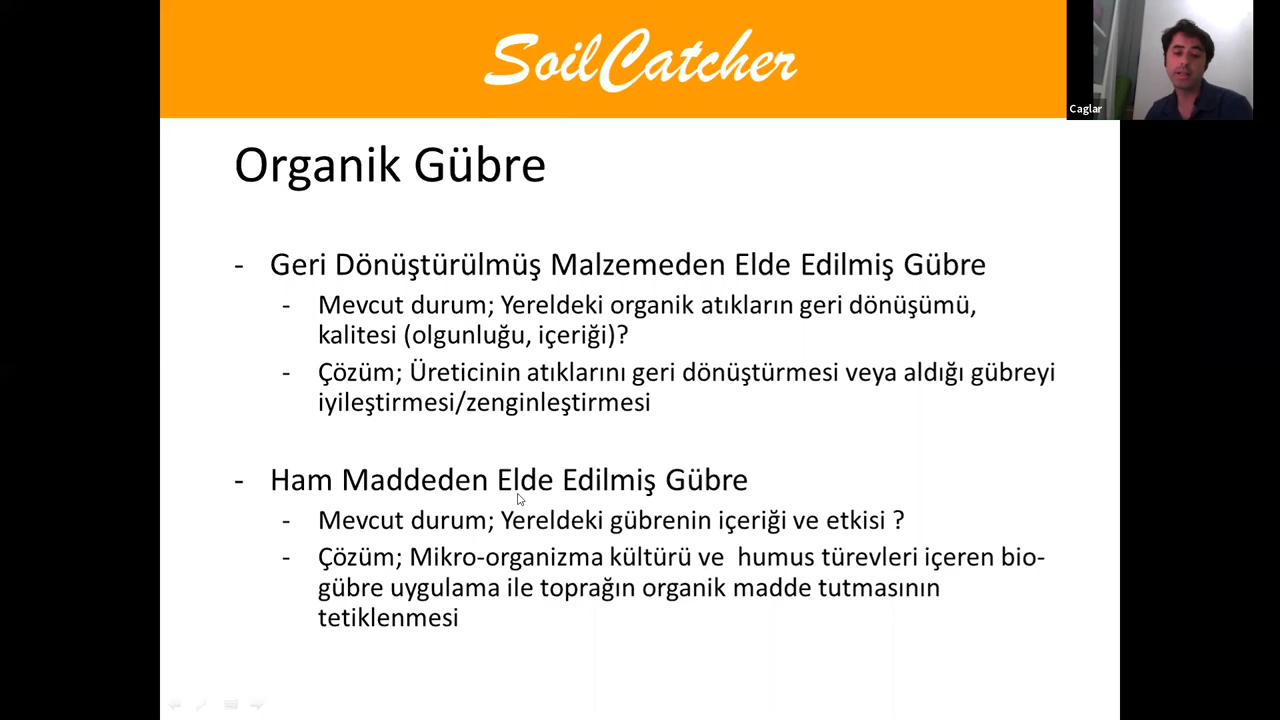 SoilCatcher
Caglar
Organik Gübre
- Geri Dönüştürülmüş Malzemeden Elde Edilmiş Gübre
- Mevcut durum; Yereldeki organik atıkların geri dönüşümü,
kalitesi (olgunluğu, içeriği)?
- Çözüm; Üreticinin atıklarını geri dönüştürmesi veya aldığı gübreyi
iyileştirmesi/zenginleştirmesi
- Ham Maddeden Elde Edilmiş Gübre
- Mevcut durum; Yereldeki gübrenin içeriği ve etkisi ?
- Çözüm; Mikro-organizma kültürü ve  humus türevleri içeren bio-
gübre uygulama ile toprağın organik madde tutmasının
tetiklenmesi